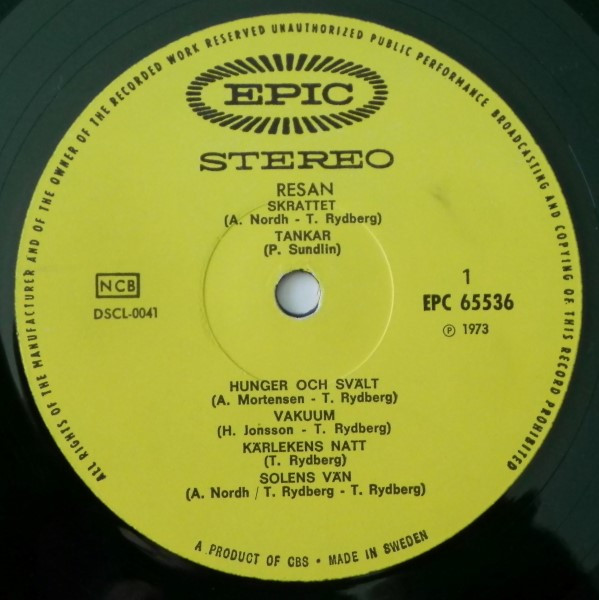 ALL RIGHTS OF THE MANUFACTURER AND OF THE OWNER OF THE RECORDED WORK RESERVED UNAUTHORIZED PUBLIC PERFORMANCE BROADCASTING AND COPYING OF THIS RECORD PROHIBITED
EPIC
STEREO
RESAN
SKRATTET
(A. Nordh - T. Rydberg)
TANKAR
(P. Sundlin)
NCB
DSCL-0041
1
EPC 65536
℗ 1973
HUNGER OCH SVÄLT
(A. Mortensen - T. Rydberg)
VAKUUM
(H. Jonsson - T. Rydberg)
KÄRLEKENS NATT
(T. Rydberg)
SOLENS VÄN
(A. Nordh / T. Rydberg - T. Rydberg)
A PRODUCT OF CBS • MADE IN SWEDEN